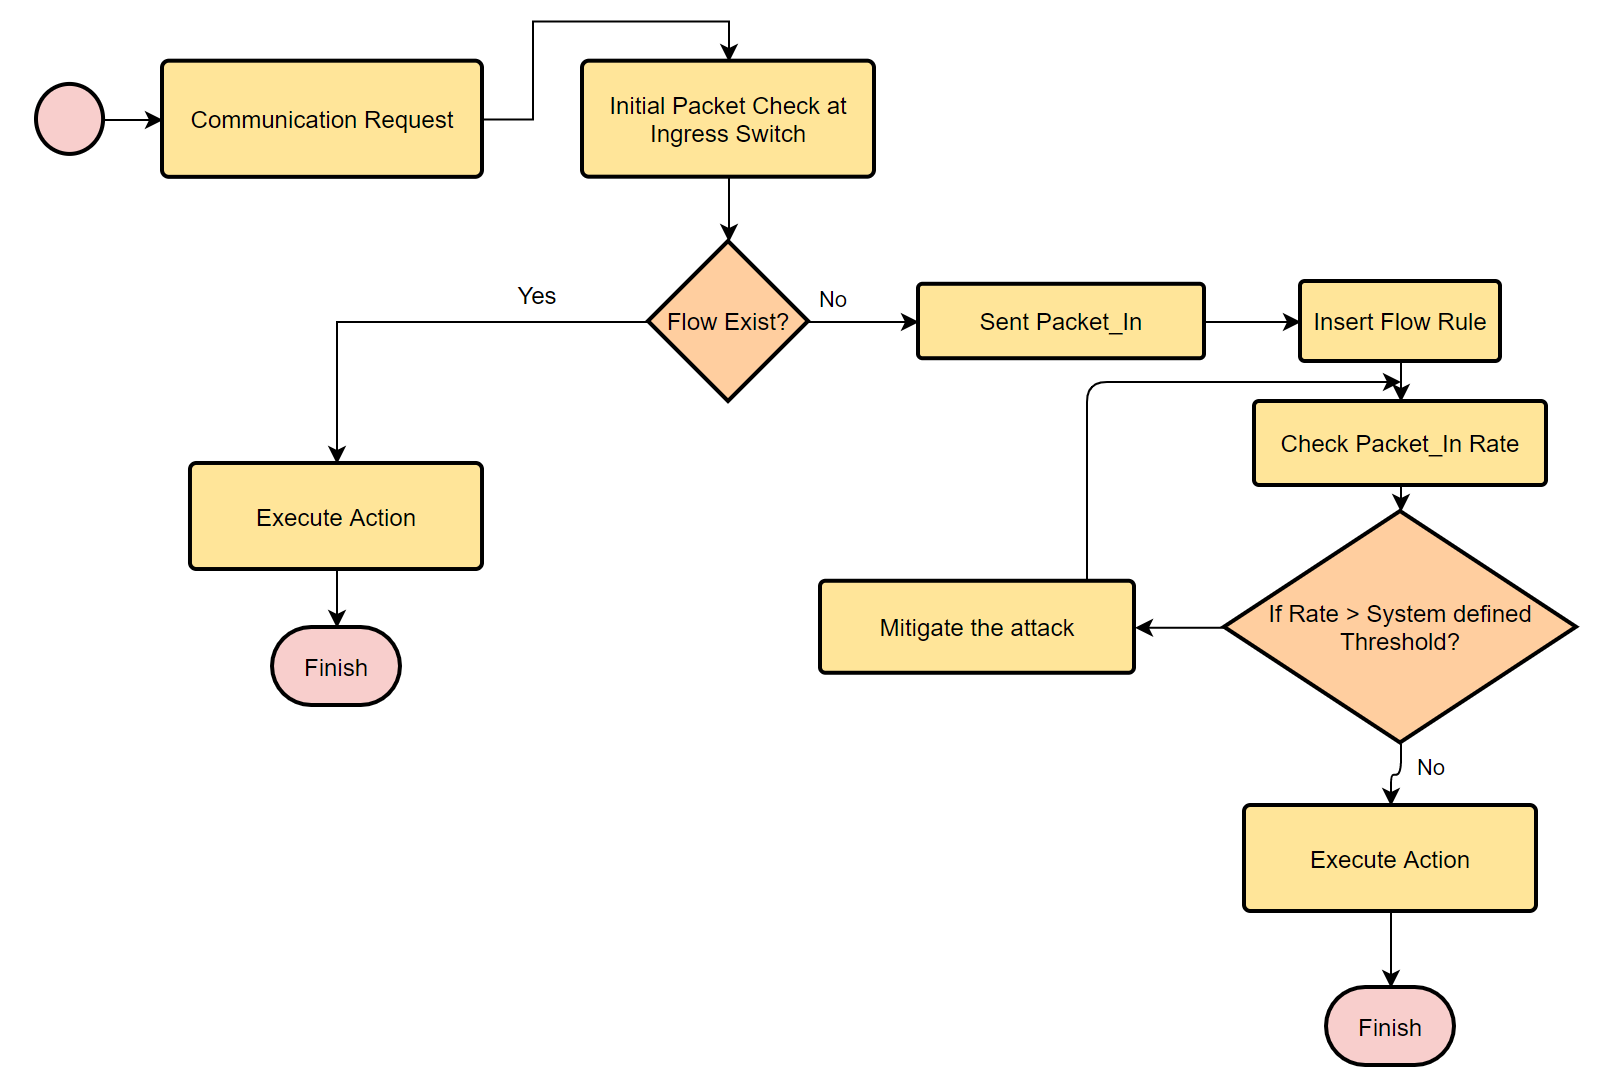 Communication Request
Initial Packet Check at
Ingress Switch
Yes
Flow Exist?
No
Sent Packet_In
Insert Flow Rule
Check Packet_In Rate
Execute Action
Finish
Mitigate the attack
If Rate > System defined
Threshold?
No
Execute Action
Finish